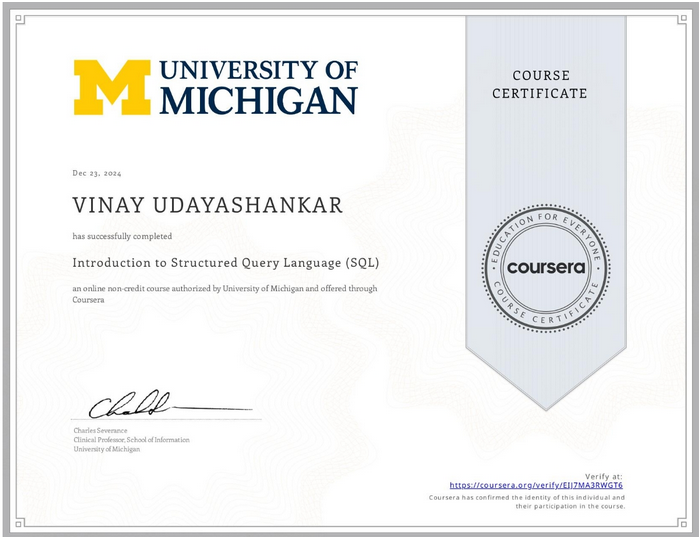 UNIVERSITY OF
MICHIGAN
COURSE
CERTIFICATE
Dec 23, 2024
VINAY UDAYASHANKAR
has successfully completed
Introduction to Structured Query Language (SQL)
an online non-credit course authorized by University of Michigan and offered through
Coursera
EDUCATION FOR EVERYONE
coursera
COURSE CERTIFICATE
Charles Severance
Clinical Professor, School of Information
University of Michigan
Verify at:
https://coursera.org/verify/EJJ7MA3RWGT6
Coursera has confirmed the identity of this individual and
their participation in the course.